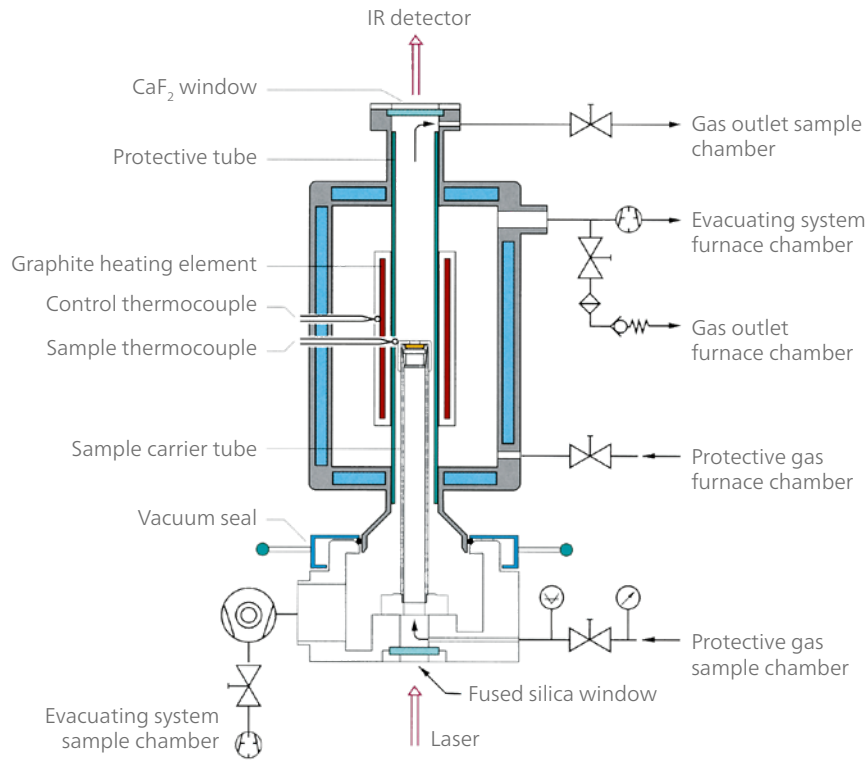 IR detector
CaF₂ window
Gas outlet sample
chamber
Protective tube
Evacuating system
furnace chamber
Graphite heating element
Control thermocouple
Gas outlet
furnace chamber
Sample thermocouple
Sample carrier tube
Protective gas
furnace chamber
Vacuum seal
Protective gas
sample chamber
Fused silica window
Evacuating system
sample chamber
Laser